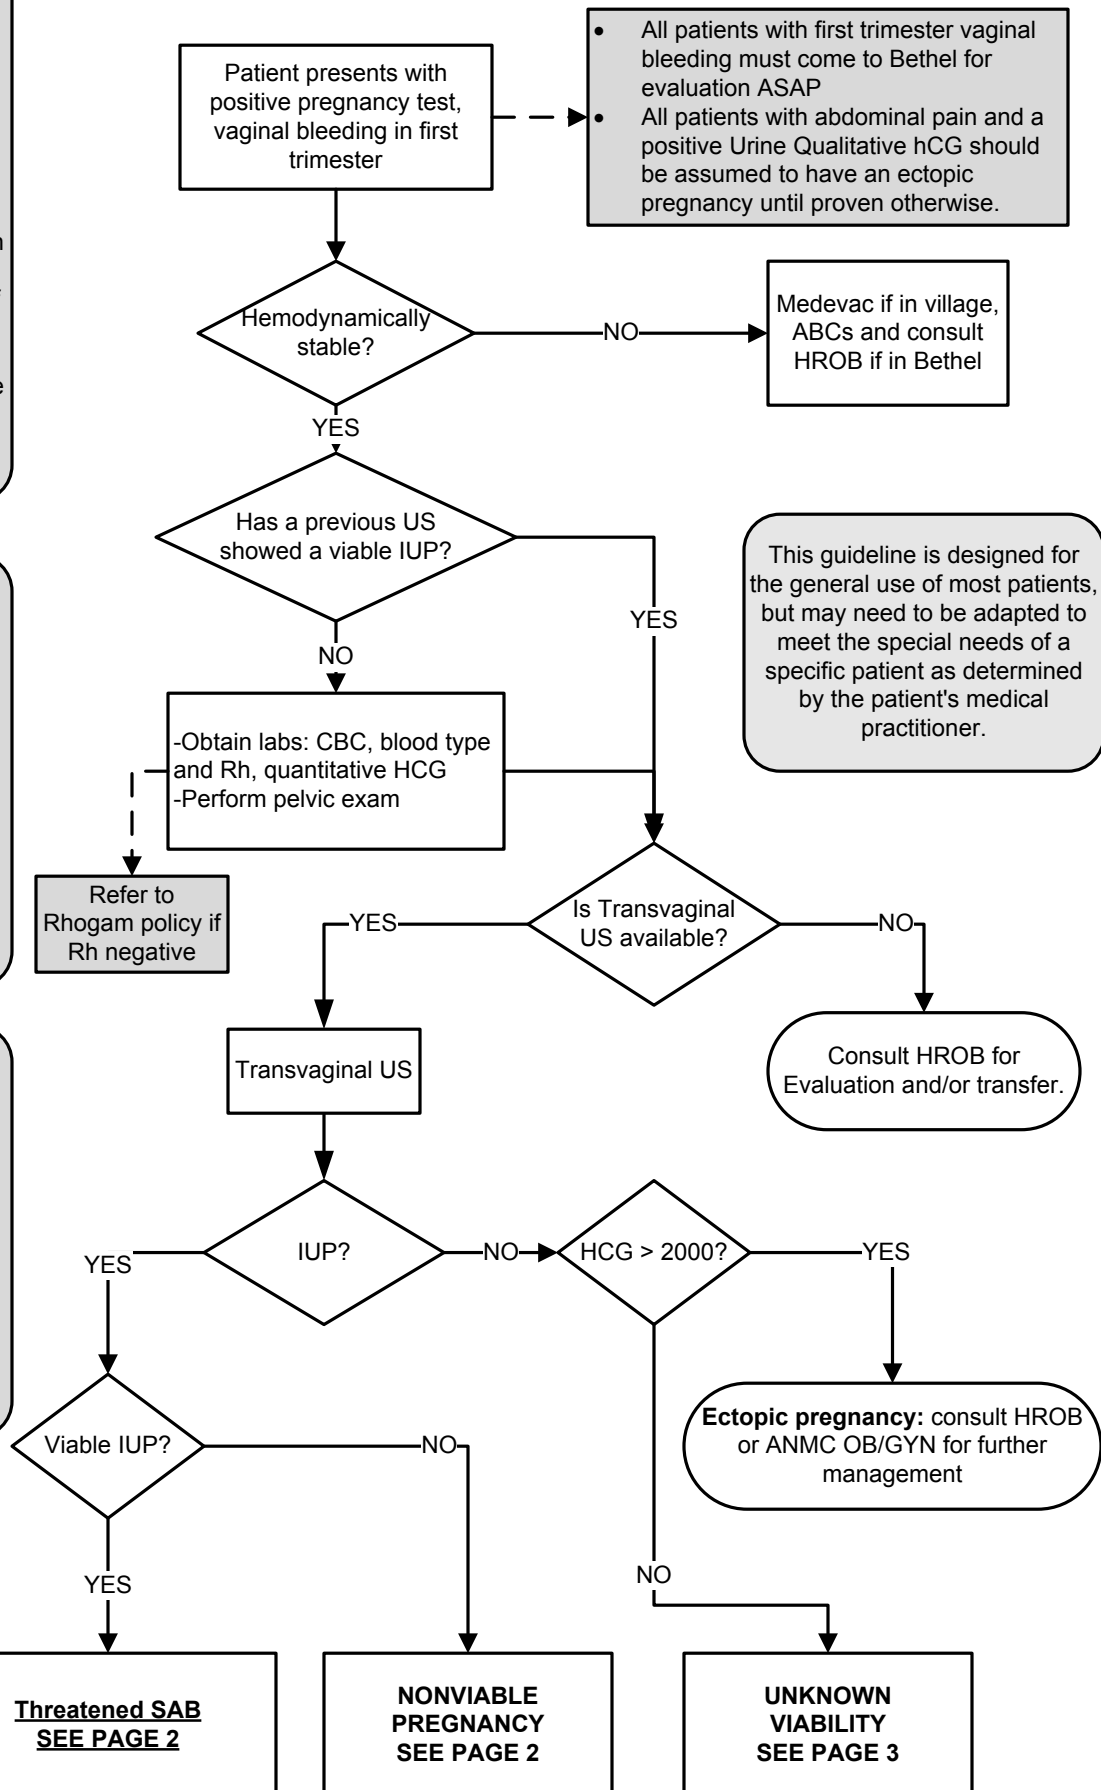 Patient presents with
positive pregnancy test,
vaginal bleeding in first
trimester
• All patients with first trimester vaginal
bleeding must come to Bethel for
evaluation ASAP
• All patients with abdominal pain and a
positive Urine Qualitative hCG should
be assumed to have an ectopic
pregnancy until proven otherwise.
Hemodynamically
stable?
NO
Medevac if in village,
ABCs and consult
HROB if in Bethel
YES
Has a previous US
showed a viable IUP?
YES
NO
This guideline is designed for
the general use of most patients,
but may need to be adapted to
meet the special needs of a
specific patient as determined
by the patient's medical
practitioner.
-Obtain labs: CBC, blood type
and Rh, quantitative HCG
-Perform pelvic exam
Refer to
Rhogam policy if
Rh negative
Is Transvaginal
US available?
YES
NO
Transvaginal US
Consult HROB for
Evaluation and/or transfer.
IUP?
YES
NO
HCG > 2000?
YES
Viable IUP?
NO
Ectopic pregnancy: consult HROB
or ANMC OB/GYN for further
management
YES
NO
Threatened SAB
SEE PAGE 2
NONVIABLE
PREGNANCY
SEE PAGE 2
UNKNOWN
VIABILITY
SEE PAGE 3